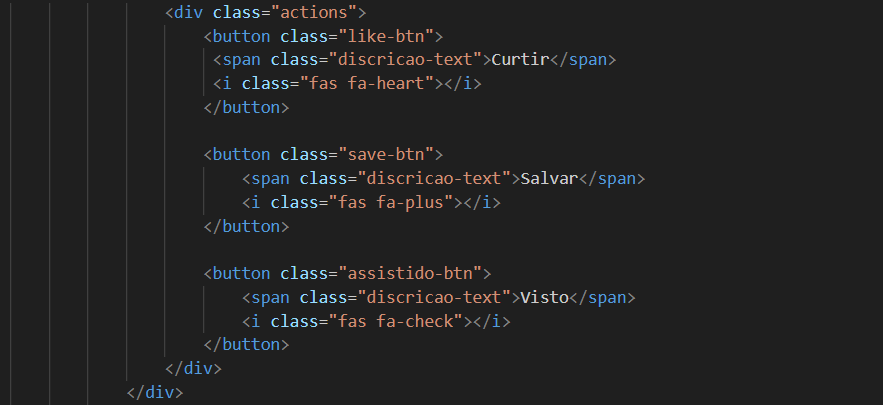 <div class="actions">
<button class="like-btn">
<span class="discricao-text">Curtir</span>
<i class="fas fa-heart"></i>
</button>
<button class="save-btn">
<span class="discricao-text">Salvar</span>
<i class="fas fa-plus"></i>
</button>
<button class="assistido-btn">
<span class="discricao-text">Visto</span>
<i class="fas fa-check"></i>
</button>
</div>
</div>